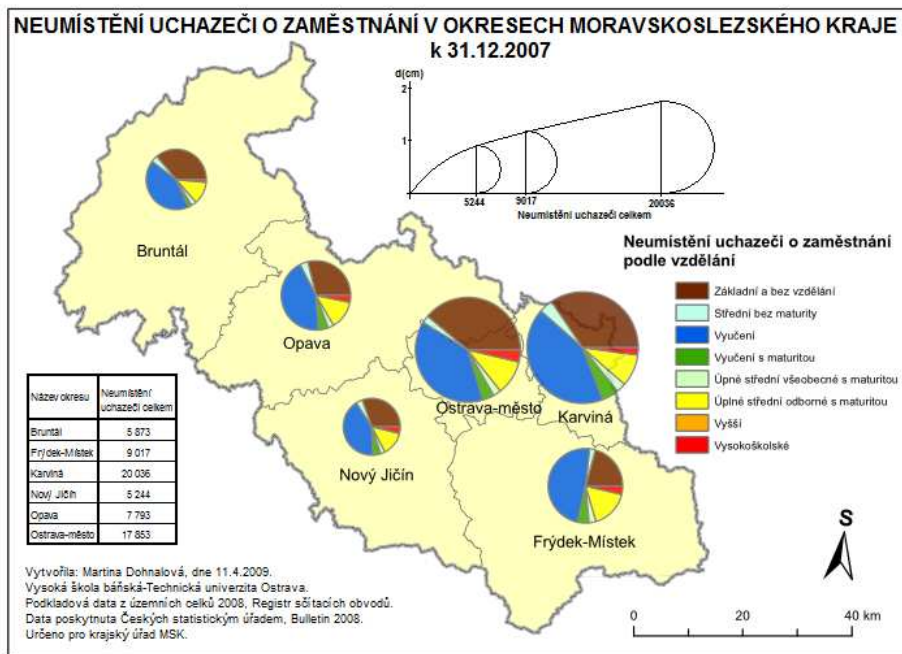 NEUMÍSTĚNÍ UCHAZEČI O ZAMĚSTNÁNÍ V OKRESECH MORAVSKOSLEZSKÉHO KRAJE
k 31.12.2007
d(cm)
2
1
0
5244
9017
20036
Neumístění uchazeči celkem
Bruntál
Opava
Ostrava-město
Karviná
Nový Jičín
Frýdek-Místek
Neumístění uchazeči o zaměstnání
podle vzdělání
Základní a bez vzdělání
Střední bez maturity
Vyučení
Vyučení s maturitou
Úpné střední všeobecné s maturitou
Úplné střední odborné s maturitou
Vyšší
Vysokoškolské
Název okresu Neumístění
uchazeči celkem
Bruntál 5 873
Frýdek-Místek 9 017
Karviná 20 036
Nový Jičín 5 244
Opava 7 793
Ostrava-město 17 853
Vytvořila: Martina Dohnalová, dne 11.4.2009.
Vysoká škola báňská-Technická univerzita Ostrava.
Podkladová data z územních celků 2008, Registr sčítacích obvodů.
Data poskytnuta Českých statistickým úřadem, Bulletin 2008.
Určeno pro krajský úřad MSK.
S
0 20 40 km